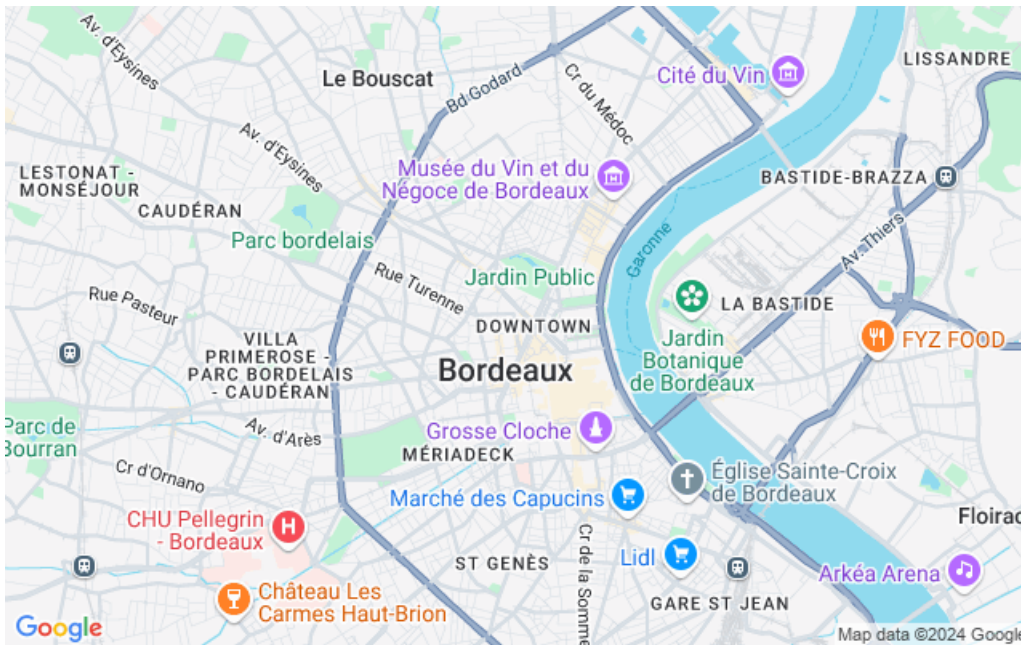 Av. d'Eysines
Le Bouscat
Bd Godard
Cr du Médoc
Cité du Vin
LISSANDRE
Av. d'Eysines
LESTONAT -
MONSÉJOUR
CAUDÉRAN
Musée du Vin et du
Négoce de Bordeaux
BASTIDE-BRAZZA
Parc bordelais
Garonne
Av. Thiers
Rue Turenne
Jardin Public
Rue Pasteur
LA BASTIDE
DOWNTOWN
VILLA
PRIMEROSE -
PARC BORDELAIS
- CAUDÉRAN
Jardin
Botanique
de Bordeaux
FYZ FOOD
Bordeaux
Parc de
Bourran
Av. d'Arès
Grosse Cloche
MÉRIADECK
Cr d'Ornano
Église Sainte-Croix
de Bordeaux
Marché des Capucins
CHU Pellegrin
- Bordeaux
Floirac
Cr de la Somme
ST GENÈS
Lidl
Arkéa Arena
Château Les
Carmes Haut-Brion
GARE ST JEAN
Google
Map data ©2024 Google